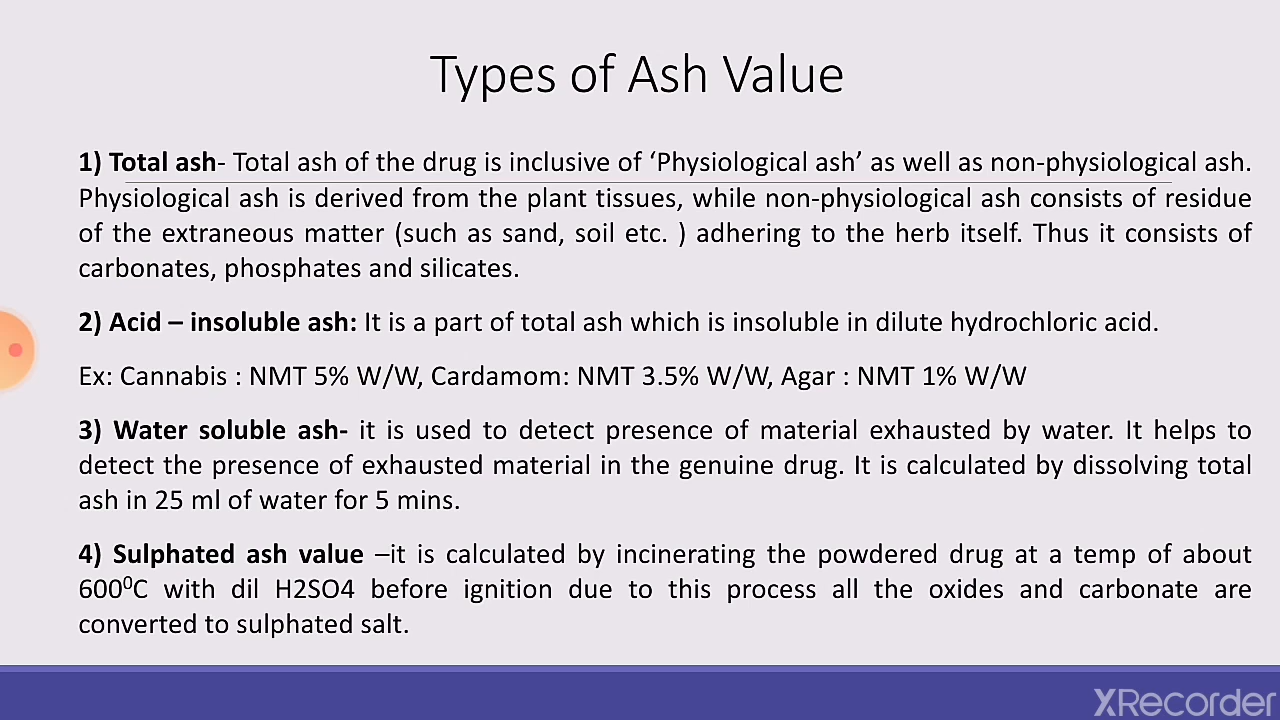 Types of Ash Value
1) Total ash- Total ash of the drug is inclusive of ‘Physiological ash’ as well as non-physiological ash.
Physiological ash is derived from the plant tissues, while non-physiological ash consists of residue
of the extraneous matter (such as sand, soil etc. ) adhering to the herb itself. Thus it consists of
carbonates, phosphates and silicates.
2) Acid – insoluble ash: It is a part of total ash which is insoluble in dilute hydrochloric acid.
Ex: Cannabis : NMT 5% W/W, Cardamom: NMT 3.5% W/W, Agar : NMT 1% W/W
3) Water soluble ash- it is used to detect presence of material exhausted by water. It helps to
detect the presence of exhausted material in the genuine drug. It is calculated by dissolving total
ash in 25 ml of water for 5 mins.
4) Sulphated ash value –it is calculated by incinerating the powdered drug at a temp of about
600⁰C with dil H2SO4 before ignition due to this process all the oxides and carbonate are
converted to sulphated salt.
XRecorder